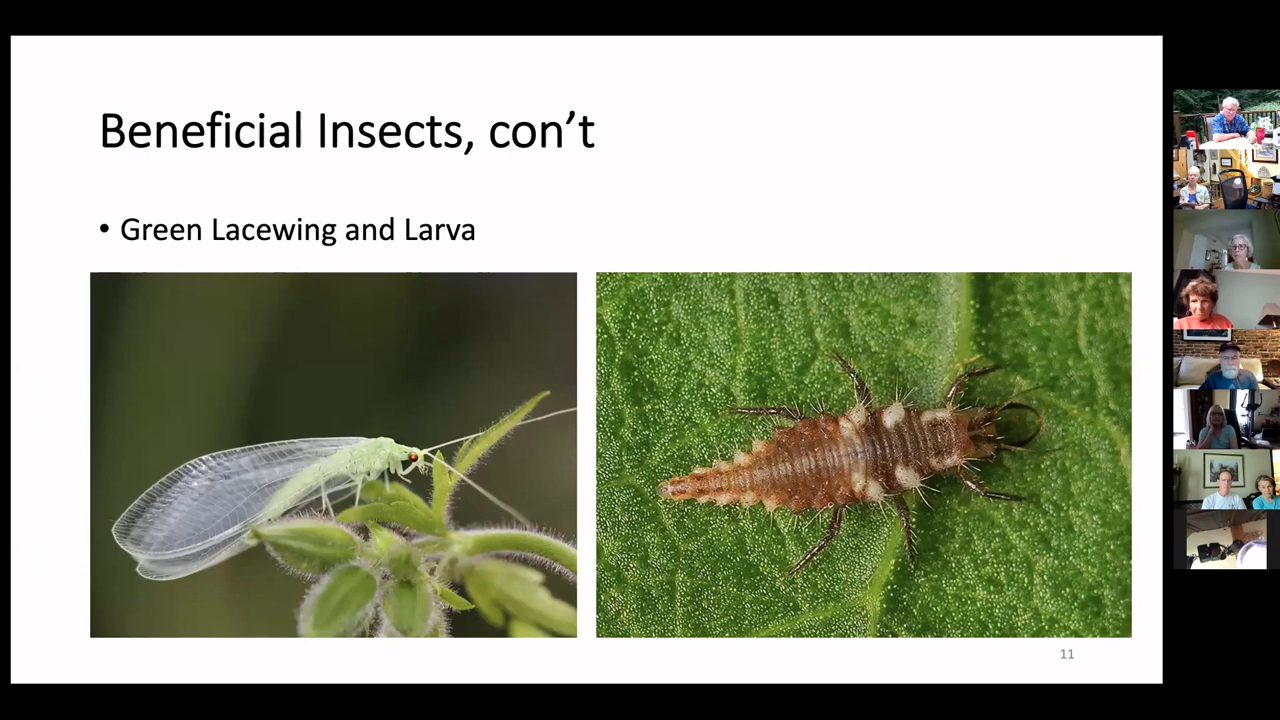 Beneficial Insects, con’t
• Green Lacewing and Larva
11